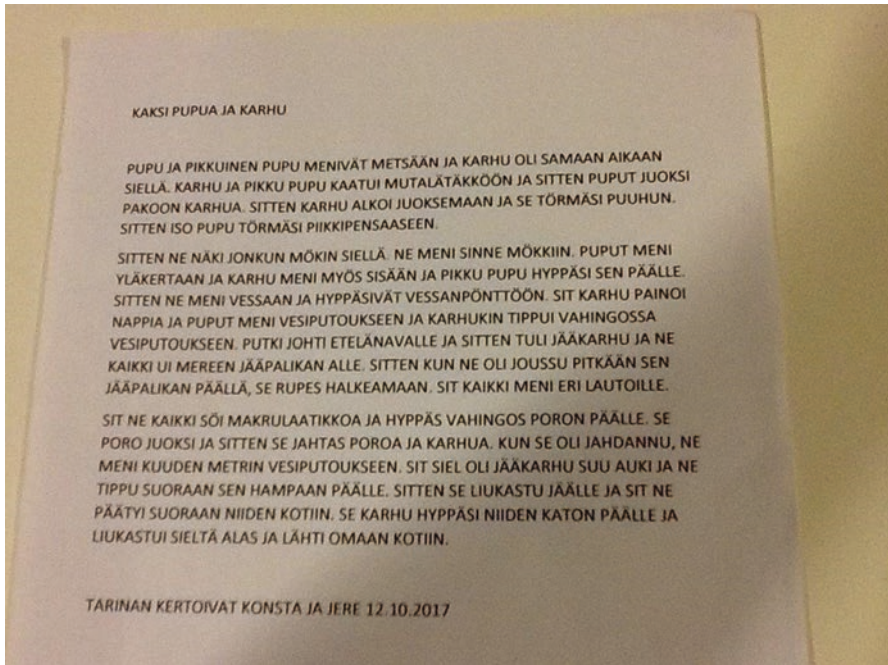 KAKSI PUPUA JA KARHU
PUPU JA PIKKUINEN PUPU MENIVÄT METSÄÄN JA KARHU OLI SAMAAN AIKAAN
SIELLÄ. KARHU JA PIKKU PUPU KAATUI MUTALÄTÄKKÖÖN JA SITTEN PUPUT JUOKSI
PAKOON KARHUA. SITTEN KARHU ALKOI JUOKSEMAAN JA SE TÖRMÄSI PUUHUN.
SITTEN ISO PUPU TÖRMÄSI PIIKKIPENSAASEEN.
SITTEN NE NÄKI JONKUN MÖKIN SIELLÄ. NE MENI SINNE MÖKKIIN. PUPUT MENI
YLÄKERTAAN JA KARHU MENI MYÖS SISÄÄN JA PIKKU PUPU HYPPÄSI SEN PÄÄLLE.
SITTEN NE MENI VESSAAN JA HYPPÄSIVÄT VESSANPÖNTTÖÖN. SIT KARHU PAINOI
NAPPIA JA PUPUT MENI VESIPUTOUKSEEN JA KARHUKIN TIPPUI VAHINGOSSA
VESIPUTOUKSEEN. PUTKI JOHTI ETELÄNAVALLE JA SITTEN TULI JÄÄKARHU JA NE
KAIKKI UI MEREEN JÄÄPALIKAN ALLE. SITTEN KUN NE OLI JOUSSU PITKÄÄN SEN
JÄÄPALIKAN PÄÄLLÄ, SE RUPES HALKEAMAAN. SIT KAIKKI MENI ERI LAUTOILLE.
SIT NE KAIKKI SÖI MAKRULAATIKKOA JA HYPPÄS VAHINGOS PORON PÄÄLLE. SE
PORO JUOKSI JA SITTEN SE JAHTAS POROA JA KARHUA. KUN SE OLI JAHDANNU, NE
MENI KUUDEN METRIN VESIPUTOUKSEEN. SIT SIEL OLI JÄÄKARHU SUU AUKI JA NE
TIPPU SUORAAN SEN HAMPAAN PÄÄLLE. SITTEN SE LIUKASTU JÄÄLLE JA SIT NE
PÄÄTYI SUORAAN NIIDEN KOTIIN. SE KARHU HYPPÄSI NIIDEN KATON PÄÄLLE JA
LIUKASTUI SIELTÄ ALAS JA LÄHTI OMAAN KOTIIN.
TARINAN KERTOIVAT KONSTA JA JERE 12.10.2017